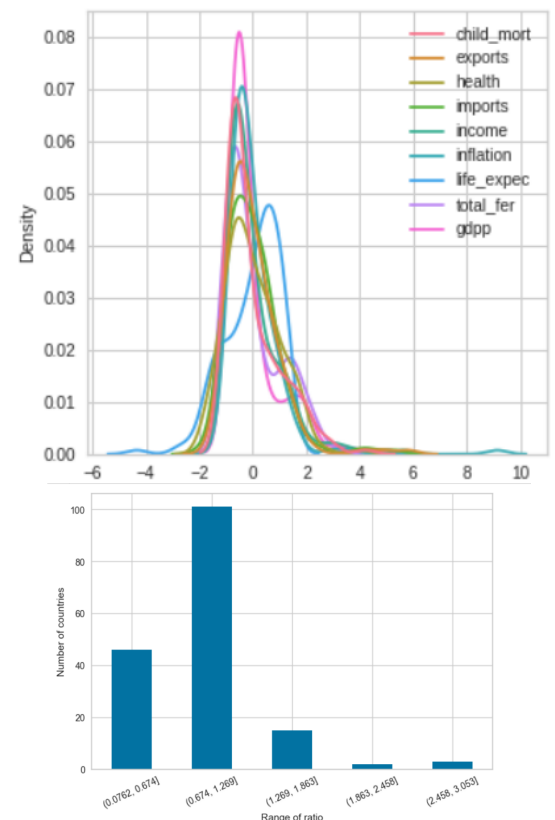 0.08
0.07
0.06
0.05
0.04
0.03
0.02
0.01
0.00
Density
−6 −4 −2 0 2 4 6 8 10
child_mort
exports
health
imports
income
inflation
life_expec
total_fer
gdpp
100
80
60
40
20
0
Number of countries
(0.0762, 0.674] (0.674, 1.269] (1.269, 1.863] (1.863, 2.458] (2.458, 3.053]
Range of ratio